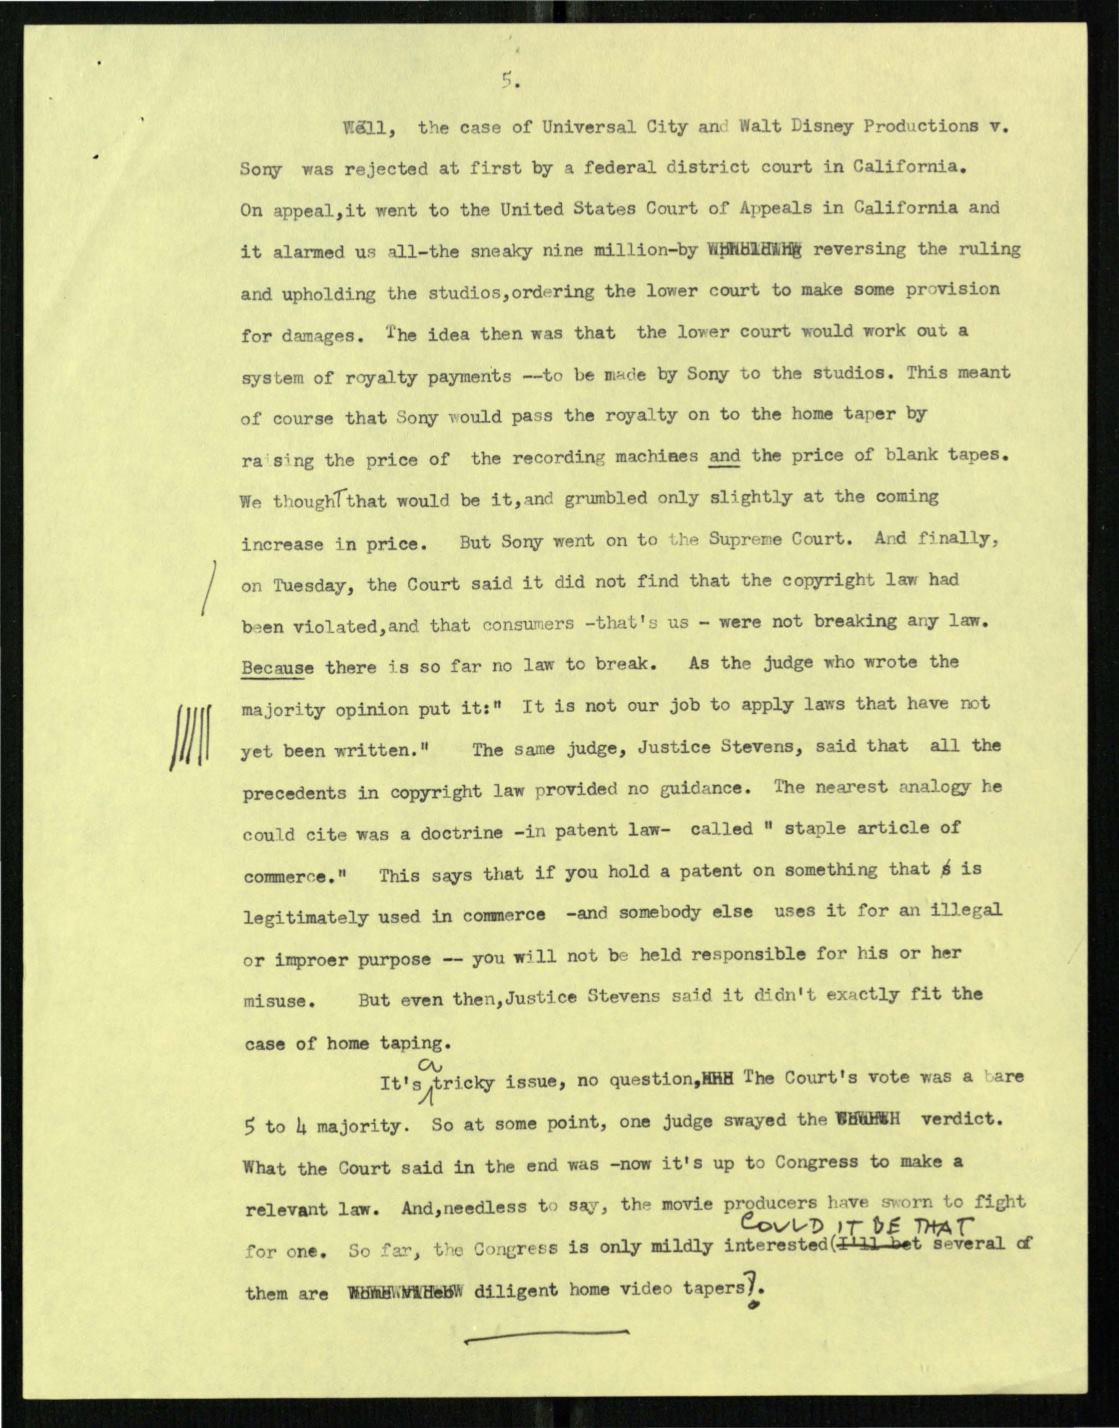 5.
Well, the case of Universal City and Walt Disney Productions v.
Sony was rejected at first by a federal district court in California.
On appeal,it went to the United States Court of Appeals in California and
it alarmed us all-the sneaky nine million-by reversing the ruling
and upholding the studios,ordering the lower court to make some provision
for damages. The idea then was that the lower court would work out a
system of royalty payments --to be made by Sony to the studios. This meant
of course that Sony would pass the royalty on to the home taper by
raising the price of the recording machines and the price of blank tapes.
We thought that would be it,and grumbled only slightly at the coming
increase in price. But Sony went on to the Supreme Court. And finally,
on Tuesday, the Court said it did not find that the copyright law had
been violated,and that consumers -that's us - were not breaking any law.
Because there is so far no law to break. As the judge who wrote the
majority opinion put it:" It is not our job to apply laws that have not
yet been written." The same judge, Justice Stevens, said that all the
precedents in copyright law provided no guidance. The nearest analogy he
could cite was a doctrine -in patent law- called " staple article of
commerce." This says that if you hold a patent on something that is
legitimately used in commerce -and somebody else uses it for an illegal
or improer purpose -- you will not be held responsible for his or her
misuse. But even then,Justice Stevens said it didn't exactly fit the
case of home taping.
It's a tricky issue, no question, The Court's vote was a bare
5 to 4 majority. So at some point, one judge swayed the verdict.
What the Court said in the end was -now it's up to Congress to make a
relevant law. And,needless to say, the movie producers have sworn to fight
COULD IT BE THAT
for one. So far, the Congress is only mildly interested(I'll bet several of
them are diligent home video tapers?.